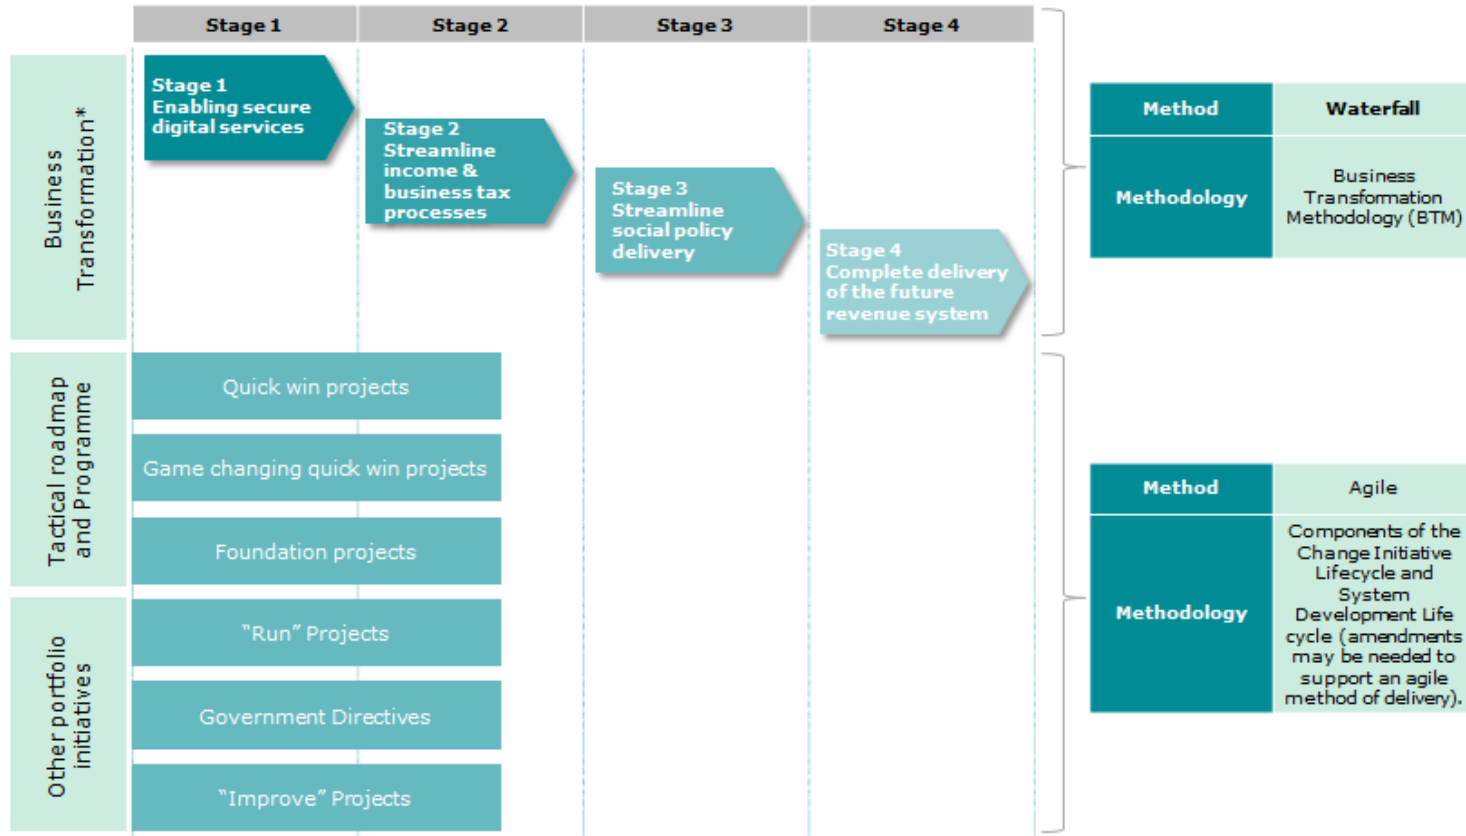 Stage 1
Stage 2
Stage 3
Stage 4
Business
Transformation*
Stage 1
Enabling secure
digital services
Stage 2
Streamline
income &
business tax
processes
Stage 3
Streamline
social policy
delivery
Stage 4
Complete delivery
of the future
revenue system
Method
Waterfall
Methodology
Business
Transformation
Methodology (BTM)
Tactical roadmap
and Programme
Quick win projects
Game changing quick win projects
Foundation projects
Other portfolio
initiatives
“Run” Projects
Government Directives
“Improve” Projects
Method
Agile
Methodology
Components of the
Change Initiative
Lifecycle and
System
Development Life
cycle (amendments
may be needed to
support an agile
method of delivery).